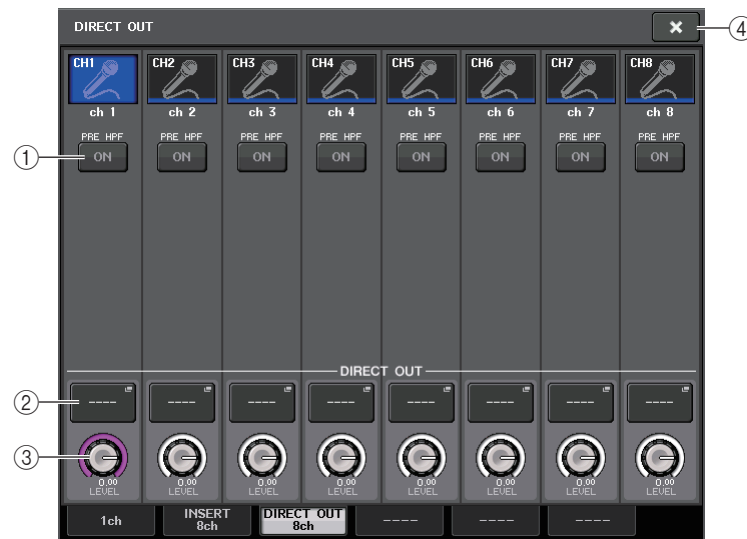 DIRECT OUT
④
CH1 CH2 CH3 CH4 CH5 CH6 CH7 CH8
ch 1 ch 2 ch 3 ch 4 ch 5 ch 6 ch 7 ch 8
PRE HPF PRE HPF PRE HPF PRE HPF PRE HPF PRE HPF PRE HPF PRE HPF
① ON ON ON ON ON ON ON ON
DIRECT OUT
② ---- ---- ---- ---- ---- ---- ---- ----
③
0.00 0.00 0.00 0.00 0.00 0.00 0.00 0.00
LEVEL LEVEL LEVEL LEVEL LEVEL LEVEL LEVEL LEVEL
1ch INSERT 8ch DIRECT OUT 8ch ---- ---- ----